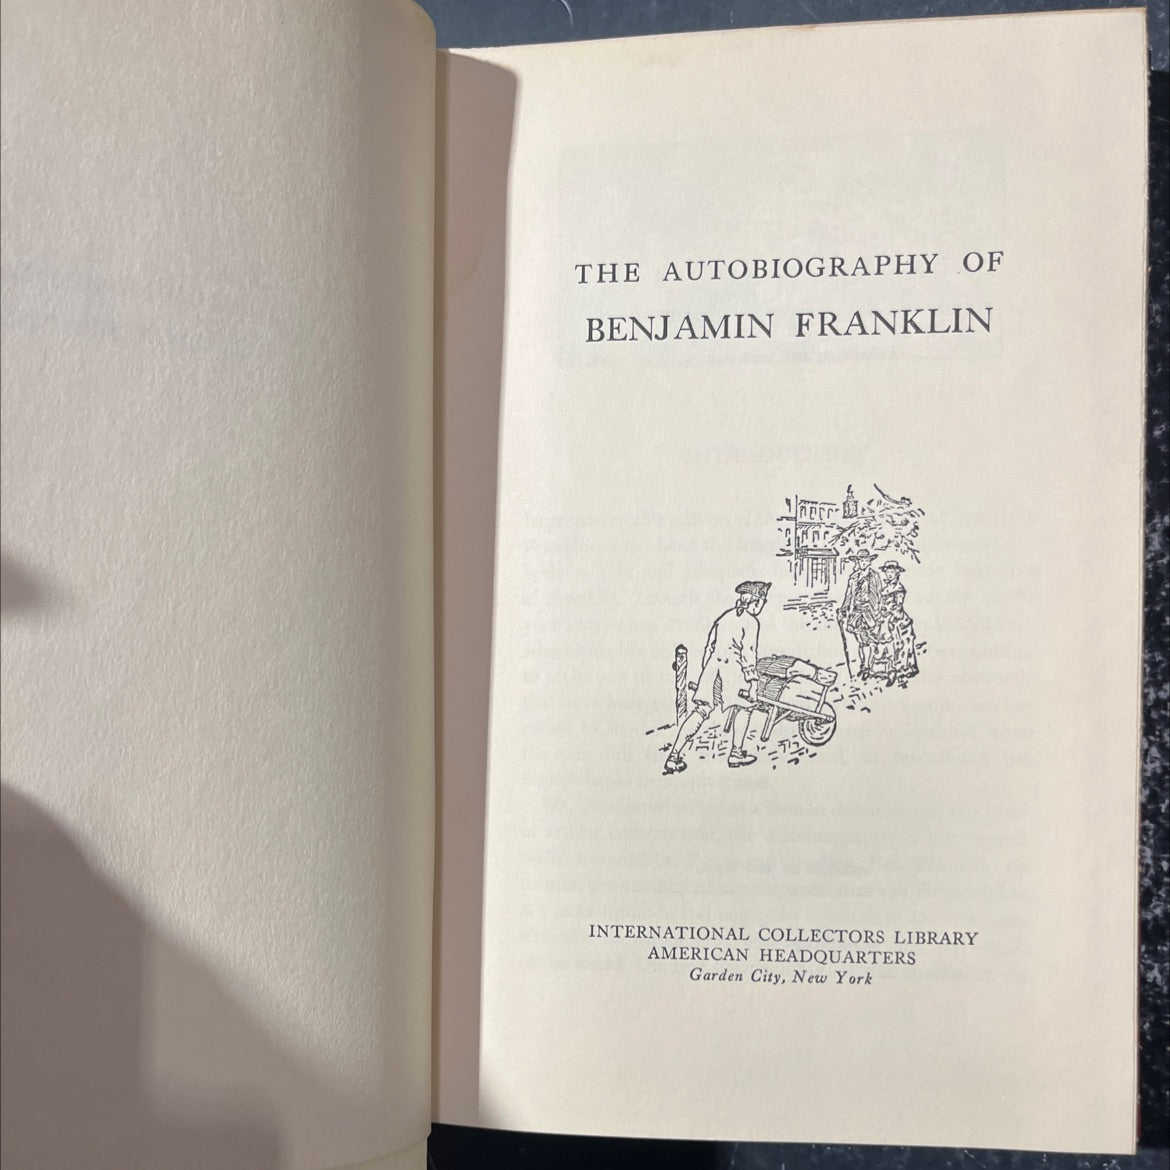 THE AUTOBIOGRAPHY OF
BENJAMIN FRANKLIN
INTERNATIONAL COLLECTORS LIBRARY
AMERICAN HEADQUARTERS
Garden City, New York